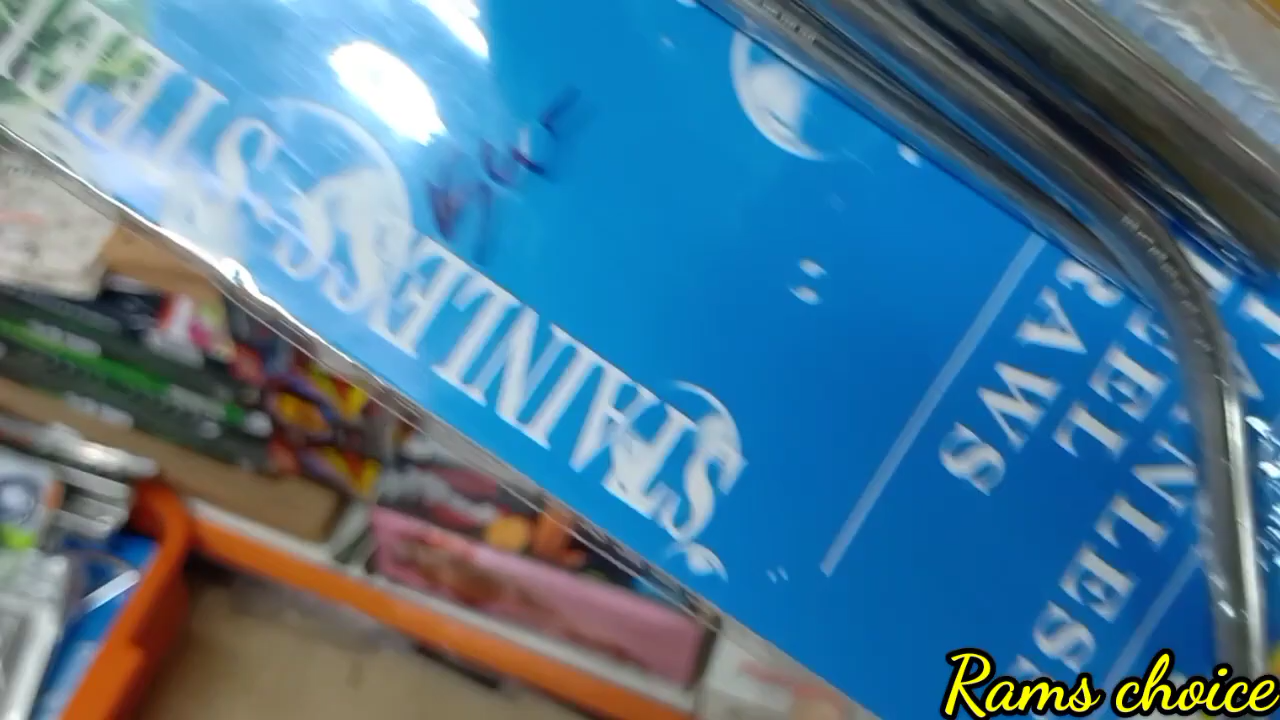 STAINLESS STEEL
STAINLESS
STEEL
STRAWS
Rams choice